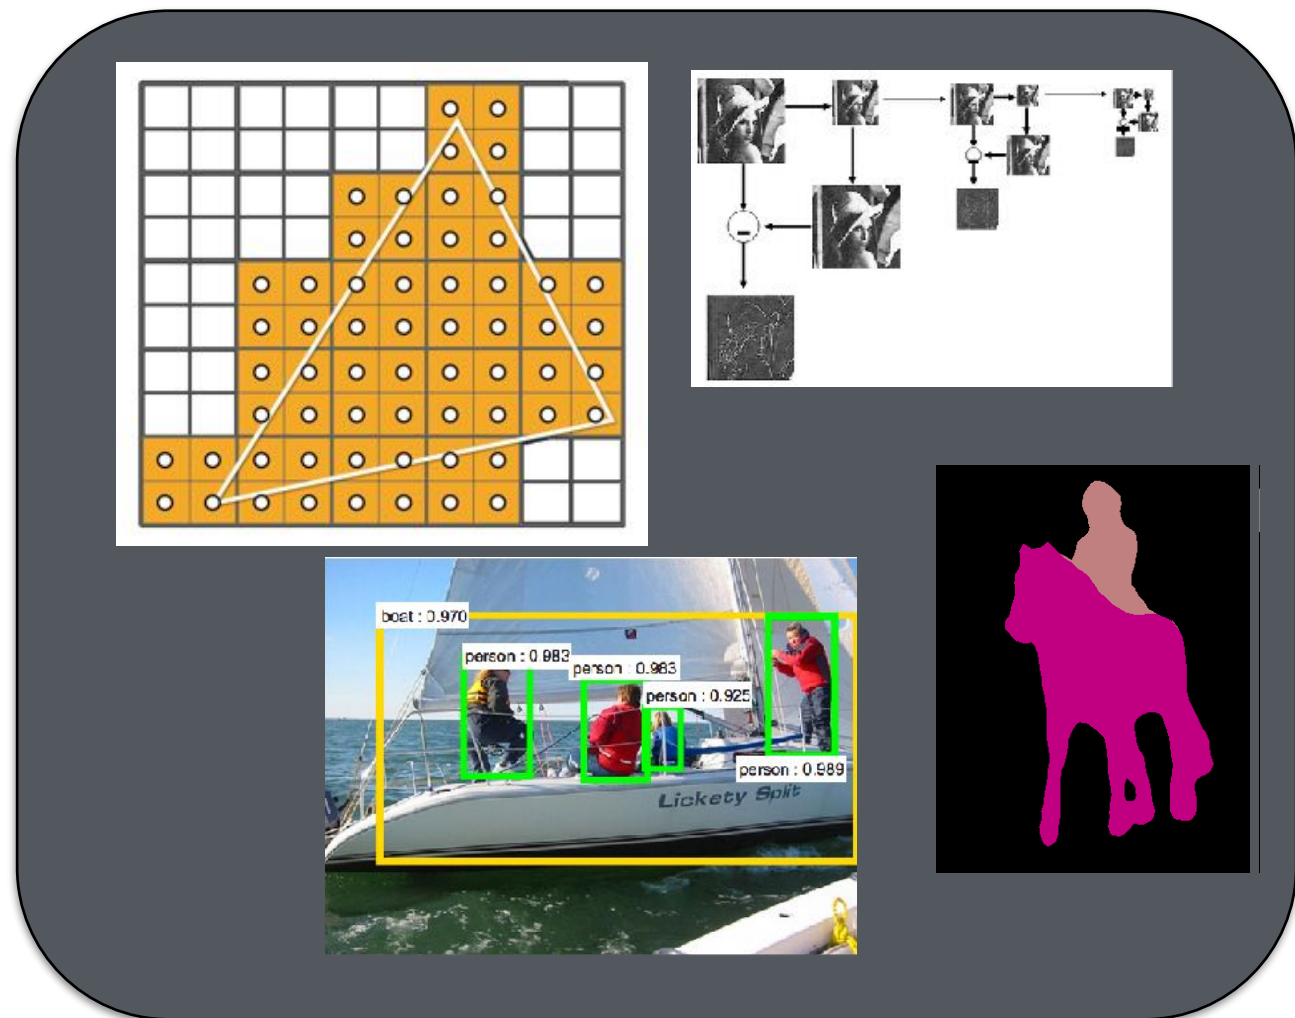 boat : 0.970
person : 0.983
person : 0.983
person : 0.925
person : 0.989
Lickety Split